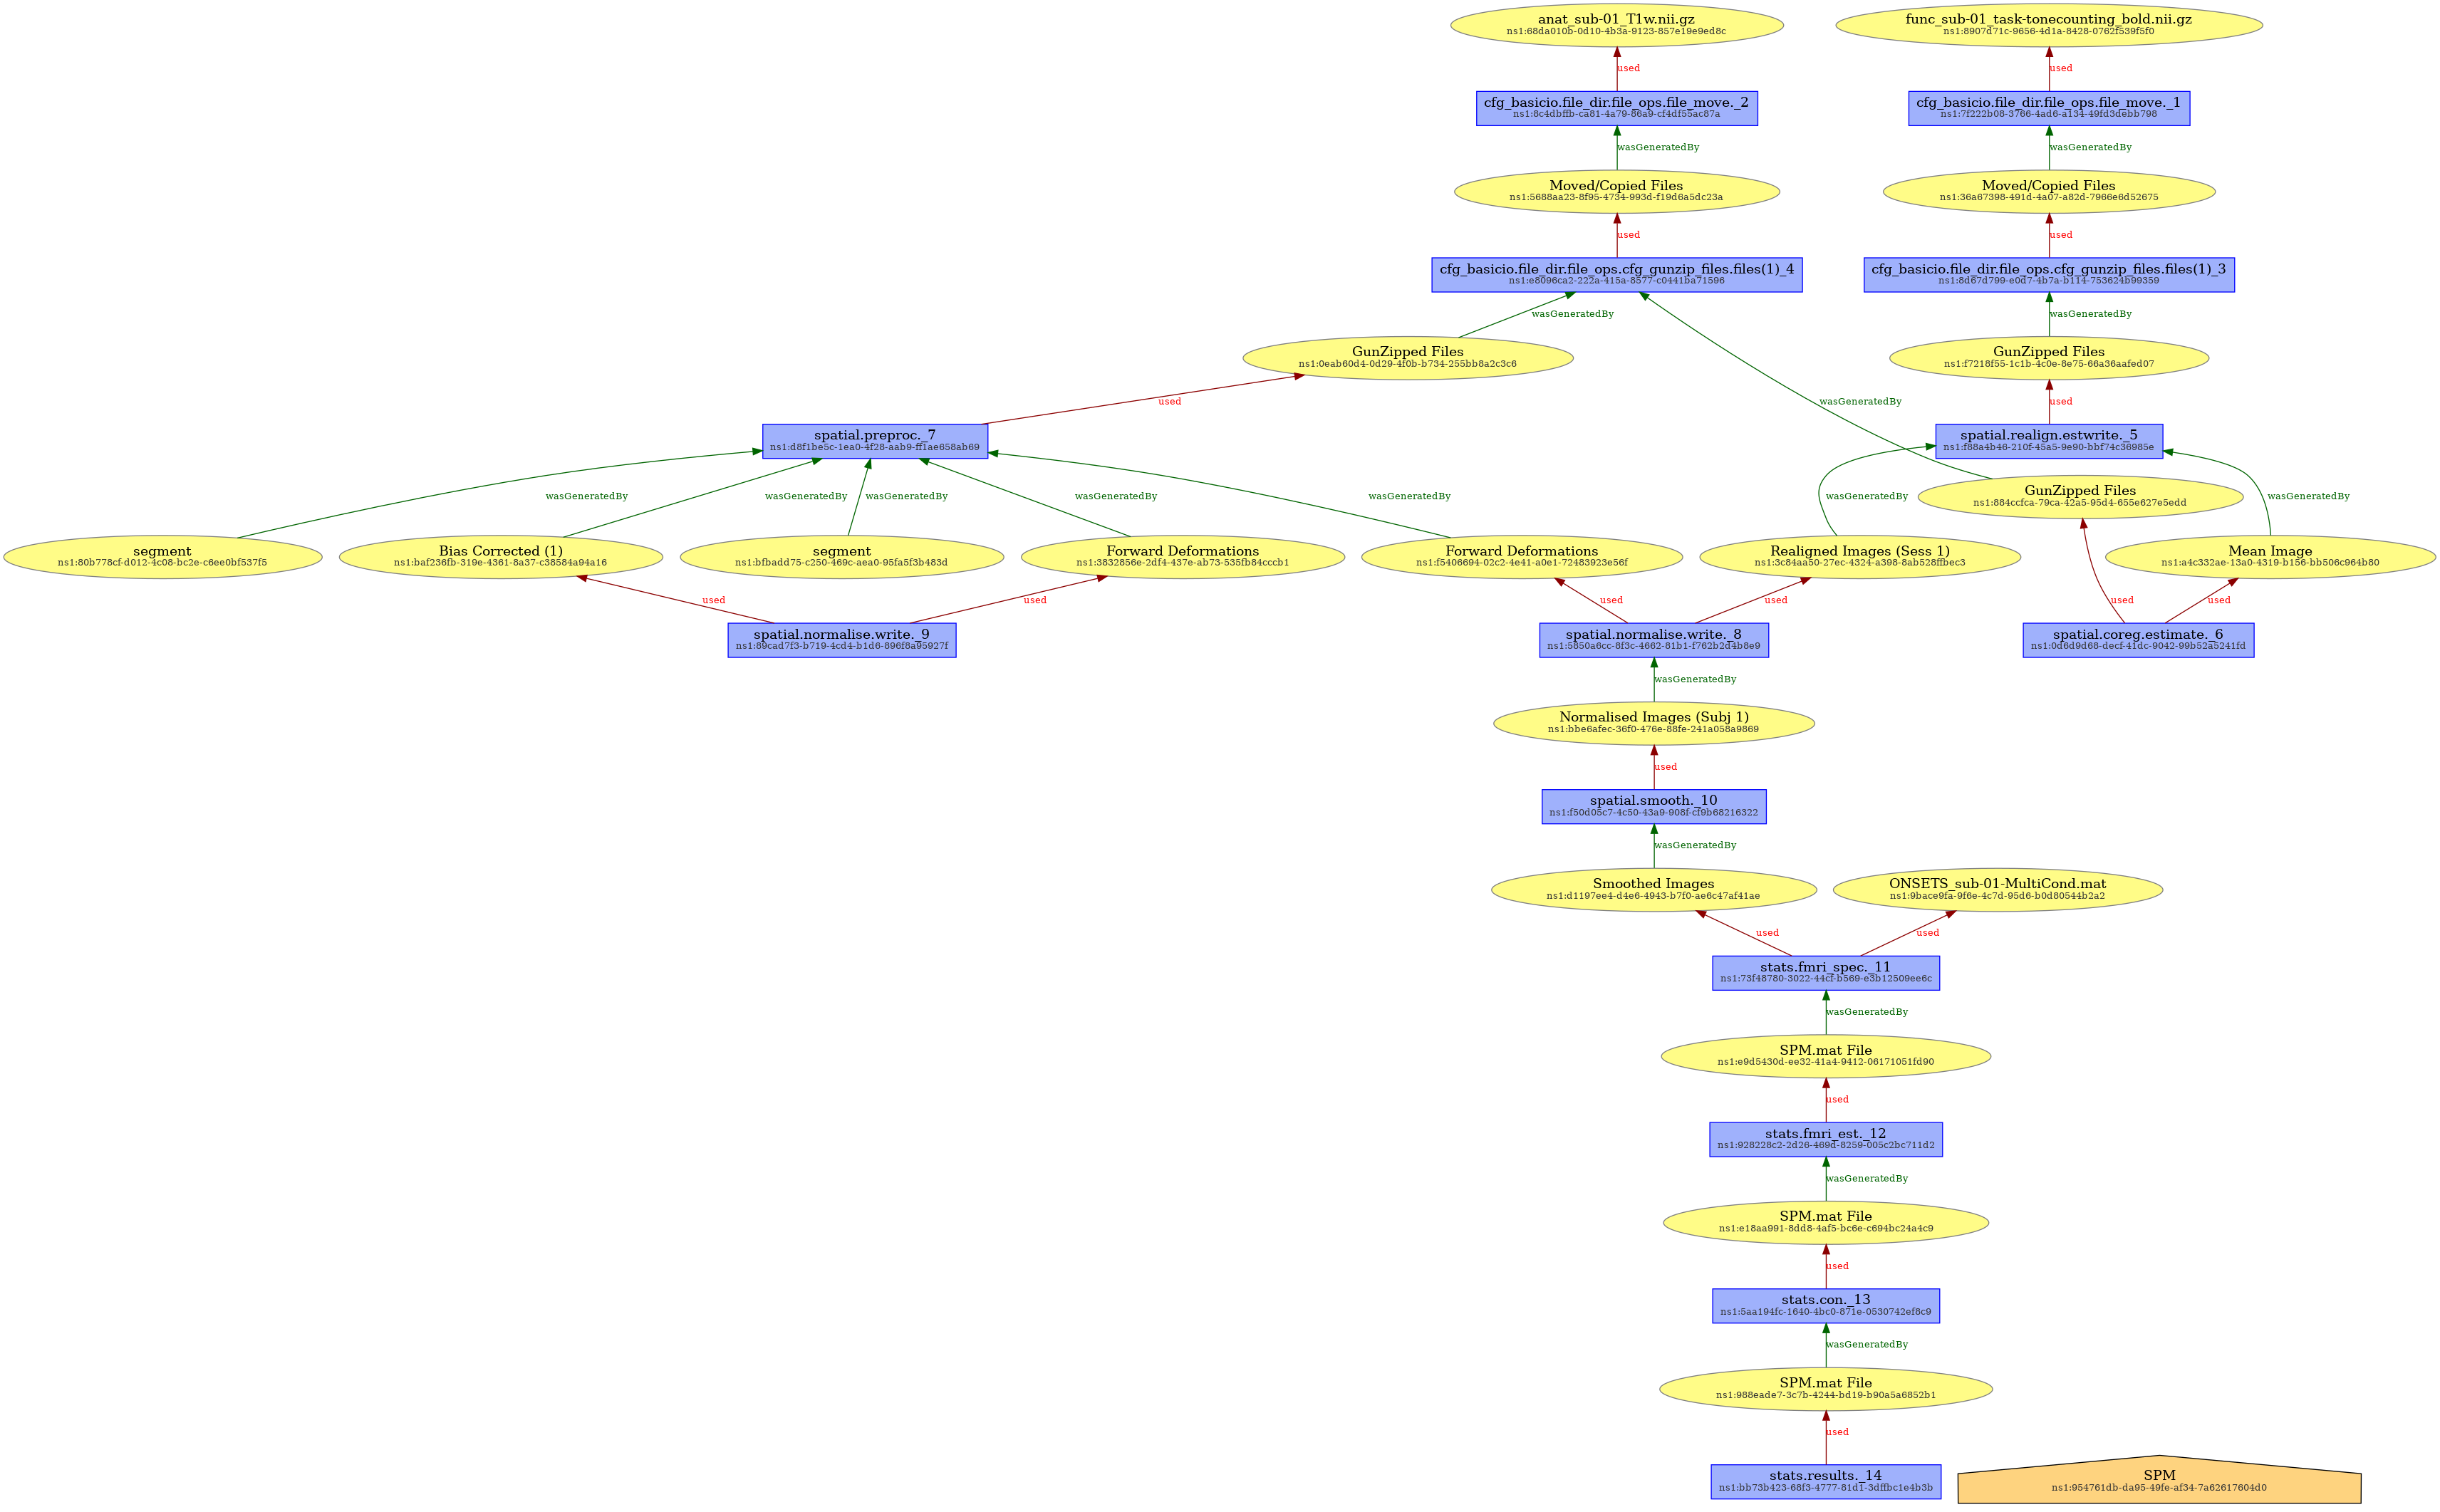 anat_sub-01_T1w.nii.gz
ns1:68da010b-0d10-4b3a-9123-857e19e9ed8c
func_sub-01_task-tonecounting_bold.nii.gz
ns1:8907d71c-9656-4d1a-8428-0762f539f5f0
used
used
cfg_basicio.file_dir.file_ops.file_move._2
ns1:8c4dbffb-ca81-4a79-86a9-cf4df55ac87a
cfg_basicio.file_dir.file_ops.file_move._1
ns1:7f222b08-3766-4ad6-a134-49fd3debb798
wasGeneratedBy
wasGeneratedBy
Moved/Copied Files
ns1:5688aa23-8f95-4734-993d-f19d6a5dc23a
Moved/Copied Files
ns1:36a67398-491d-4a07-a82d-7966e6d52675
used
used
cfg_basicio.file_dir.file_ops.cfg_gunzip_files.files(1)_4
ns1:e8096ca2-222a-415a-8577-c0441ba71596
cfg_basicio.file_dir.file_ops.cfg_gunzip_files.files(1)_3
ns1:8d67d799-e0d7-4b7a-b114-753624b99359
wasGeneratedBy
wasGeneratedBy
GunZipped Files
ns1:0eab60d4-0d29-4f0b-b734-255bb8a2c3c6
GunZipped Files
ns1:f7218f55-1c1b-4c0e-8e75-66a36aafed07
used
wasGeneratedBy
used
spatial.preproc._7
ns1:d8f1be5c-1ea0-4f28-aab9-ff1ae658ab69
spatial.realign.estwrite._5
ns1:f88a4b46-210f-45a5-9e90-bbf74c36985e
wasGeneratedBy
wasGeneratedBy
wasGeneratedBy
wasGeneratedBy
wasGeneratedBy
wasGeneratedBy
GunZipped Files
ns1:884ccfca-79ca-42a5-95d4-655e627e5edd
wasGeneratedBy
segment
ns1:80b778cf-d012-4c08-bc2e-c6ee0bf537f5
Bias Corrected (1)
ns1:baf236fb-319e-4361-8a37-c38584a94a16
segment
ns1:bfbadd75-c250-469c-aea0-95fa5f3b483d
Forward Deformations
ns1:3832856e-2df4-437e-ab73-535fb84cccb1
Forward Deformations
ns1:f5406694-02c2-4e41-a0e1-72483923e56f
Realigned Images (Sess 1)
ns1:3c84aa50-27ec-4324-a398-8ab528ffbec3
Mean Image
ns1:a4c332ae-13a0-4319-b156-bb506c964b80
used
used
used
used
used
used
spatial.normalise.write._9
ns1:89cad7f3-b719-4cd4-b1d6-896f8a95927f
spatial.normalise.write._8
ns1:5850a6cc-8f3c-4662-81b1-f762b2d4b8e9
spatial.coreg.estimate._6
ns1:0d6d9d68-decf-41dc-9042-99b52a5241fd
wasGeneratedBy
Normalised Images (Subj 1)
ns1:bbe6afec-36f0-476e-88fe-241a058a9869
used
spatial.smooth._10
ns1:f50d05c7-4c50-43a9-908f-cf9b68216322
wasGeneratedBy
Smoothed Images
ns1:d1197ee4-d4e6-4943-b7f0-ae6c47af41ae
ONSETS_sub-01-MultiCond.mat
ns1:9bace9fa-9f6e-4c7d-95d6-b0d80544b2a2
used
used
stats.fmri_spec._11
ns1:73f48780-3022-44cf-b569-e3b12509ee6c
wasGeneratedBy
SPM.mat File
ns1:e9d5430d-ee32-41a4-9412-06171051fd90
used
stats.fmri_est._12
ns1:928228c2-2d26-469d-8259-005c2bc711d2
wasGeneratedBy
SPM.mat File
ns1:e18aa991-8dd8-4af5-bc6e-c694bc24a4c9
used
stats.con._13
ns1:5aa194fc-1640-4bc0-871e-0530742ef8c9
wasGeneratedBy
SPM.mat File
ns1:988eade7-3c7b-4244-bd19-b90a5a6852b1
used
stats.results._14
ns1:bb73b423-68f3-4777-81d1-3dffbc1e4b3b
SPM
ns1:954761db-da95-49fe-af34-7a62617604d0